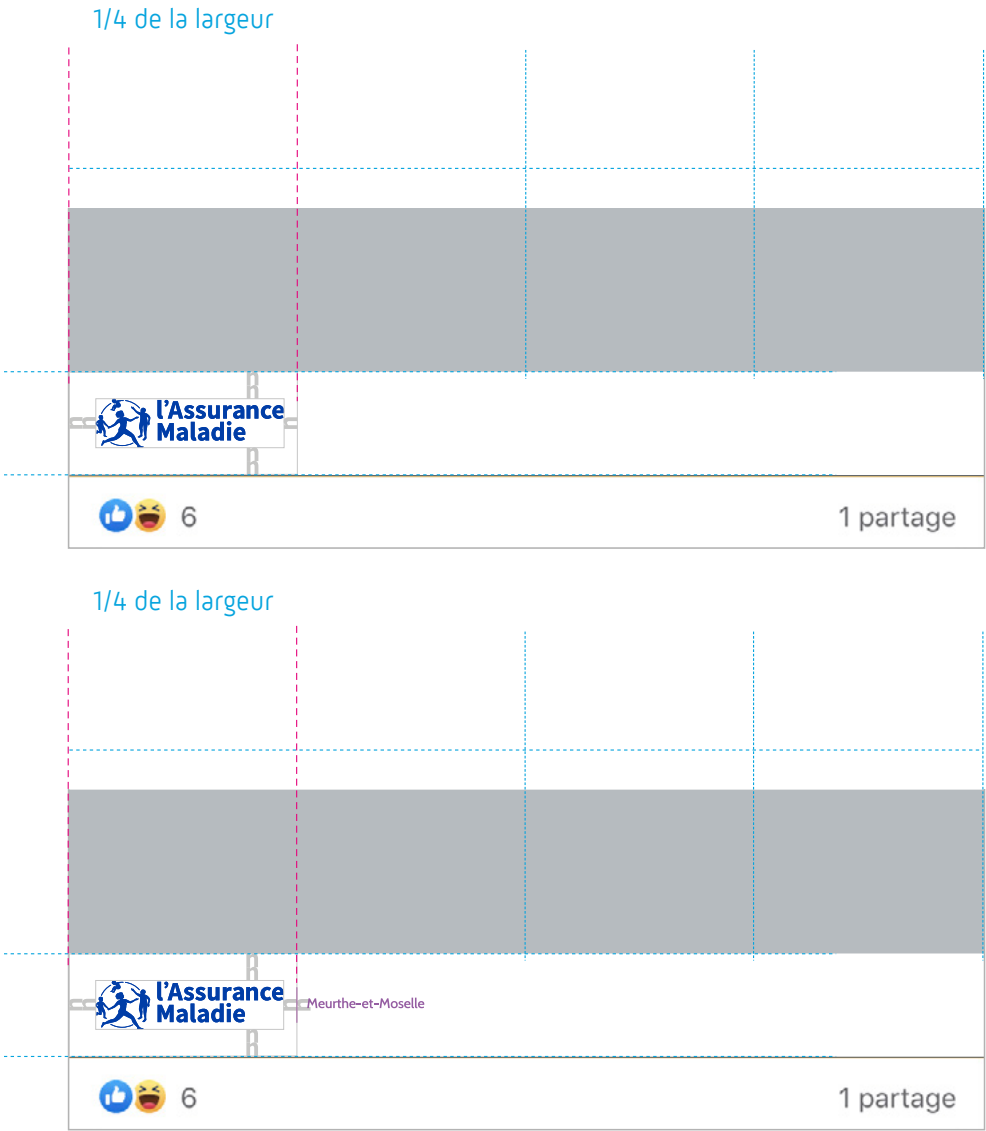 1/4 de la largeur
l'Assurance
Maladie
6
1 partage
1/4 de la largeur
l'Assurance
Maladie
Meurthe-et-Moselle
6
1 partage